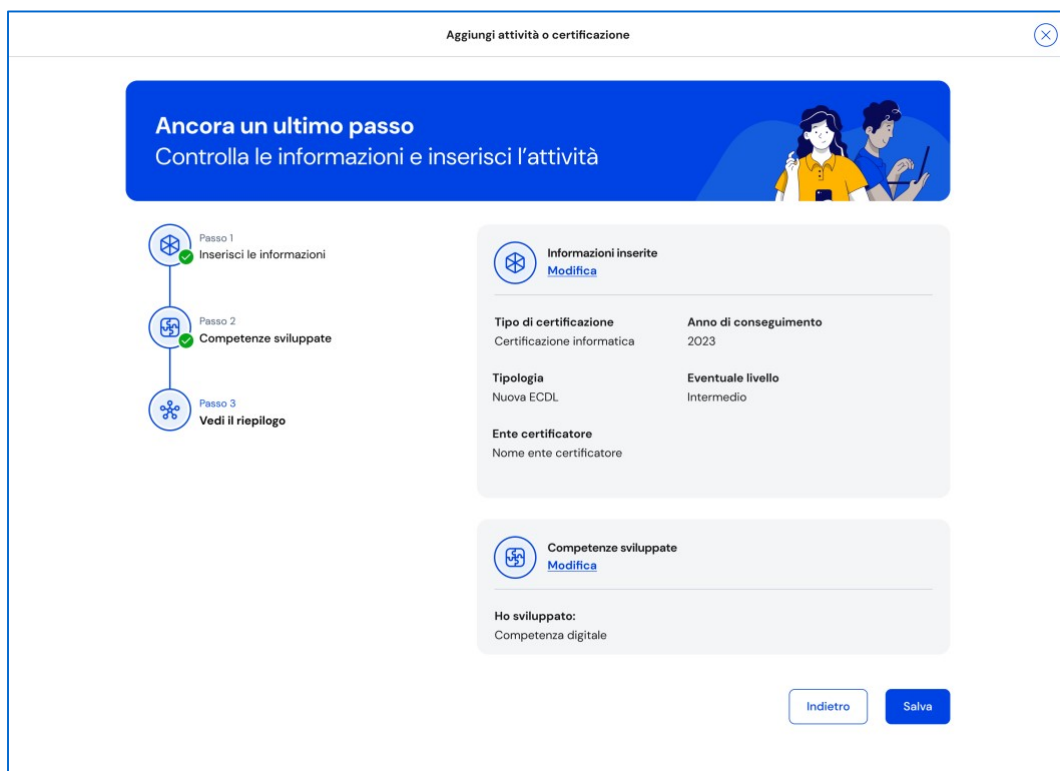 Aggiungi attività o certificazione
Ancora un ultimo passo
Controlla le informazioni e inserisci l'attività
Passo 1
Inserisci le informazioni
Passo 2
Competenze sviluppate
Passo 3
Vedi il riepilogo
Informazioni inserite
Modifica
Tipo di certificazione
Certificazione informatica
Anno di conseguimento
2023
Tipologia
Nuova ECDL
Eventuale livello
Intermedio
Ente certificatore
Nome ente certificatore
Competenze sviluppate
Modifica
Ho sviluppato:
Competenza digitale
Indietro
Salva